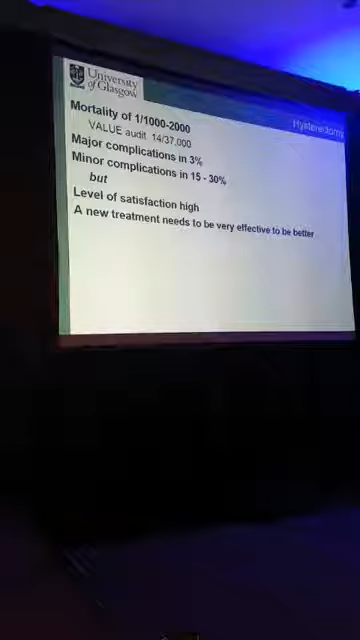 University
of Glasgow
Hysterectomy
Mortality of 1/1000-2000
VALUE audit 14/37,000
Major complications in 3%
Minor complications in 15 - 30%
but
Level of satisfaction high
A new treatment needs to be very effective to be better